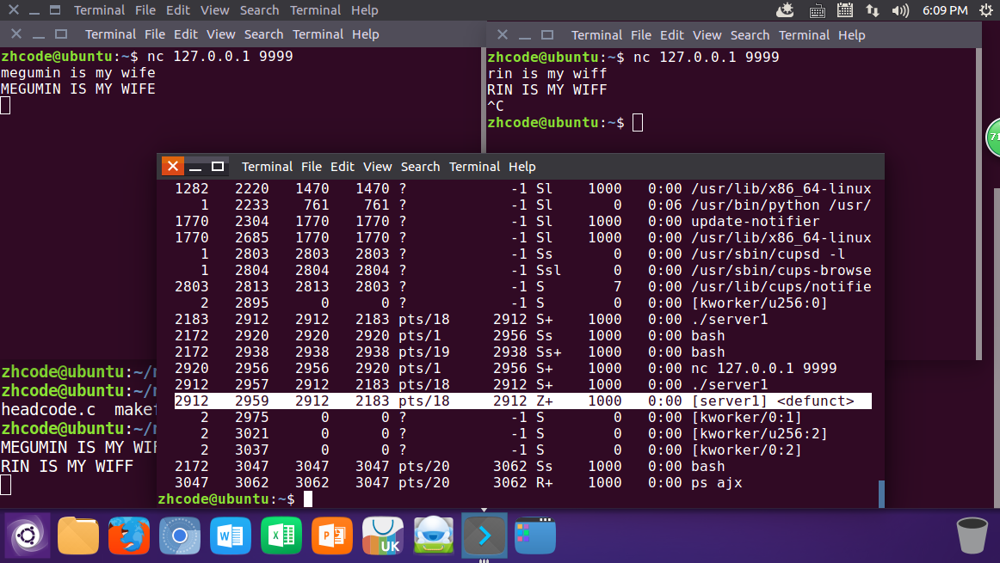 Terminal File Edit View Search Terminal Help 6:09 PM
Terminal File Edit View Search Terminal Help
zhcode@ubuntu:~$ nc 127.0.0.1 9999
megumin is my wife
MEGUMIN IS MY WIFE
Terminal File Edit View Search Terminal Help
zhcode@ubuntu:~$ nc 127.0.0.1 9999
rin is my wiff
RIN IS MY WIFF
^C
zhcode@ubuntu:~$
71
Terminal File Edit View Search Terminal Help
1282 2220 1470 1470 ? -1 Sl 1000 0:00 /usr/lib/x86_64-linux
1 2233 761 761 ? -1 Sl 0 0:06 /usr/bin/python /usr/
1770 2304 1770 1770 ? -1 Sl 1000 0:00 update-notifier
1770 2685 1770 1770 ? -1 Sl 1000 0:00 /usr/lib/x86_64-linux
1 2803 2803 2803 ? -1 Ss 0 0:00 /usr/sbin/cupsd -l
1 2804 2804 2804 ? -1 Ssl 0 0:00 /usr/sbin/cups-browse
2803 2813 2813 2803 ? -1 S 7 0:00 /usr/lib/cups/notifie
2 2895 0 0 ? -1 S 0 0:00 [kworker/u256:0]
2183 2912 2912 2183 pts/18 2912 S+ 1000 0:00 ./server1
2172 2920 2920 2920 pts/1 2956 Ss 1000 0:00 bash
2172 2938 2938 2938 pts/19 2938 Ss+ 1000 0:00 bash
2920 2956 2956 2920 pts/1 2956 S+ 1000 0:00 nc 127.0.0.1 9999
2912 2957 2912 2183 pts/18 2912 S+ 1000 0:00 ./server1
2912 2959 2912 2183 pts/18 2912 Z+ 1000 0:00 [server1] <defunct>
2 2975 0 0 ? -1 S 0 0:00 [kworker/0:1]
2 3021 0 0 ? -1 S 0 0:00 [kworker/u256:2]
2 3037 0 0 ? -1 S 0 0:00 [kworker/0:2]
2172 3047 3047 3047 pts/20 3062 Ss 1000 0:00 bash
3047 3062 3062 3047 pts/20 3062 R+ 1000 0:00 ps ajx
zhcode@ubuntu:~$
zhcode@ubuntu:~/
zhcode@ubuntu:~/
headcode.c makef
zhcode@ubuntu:~/
MEGUMIN IS MY WIF
RIN IS MY WIFF
W
X
P
UK